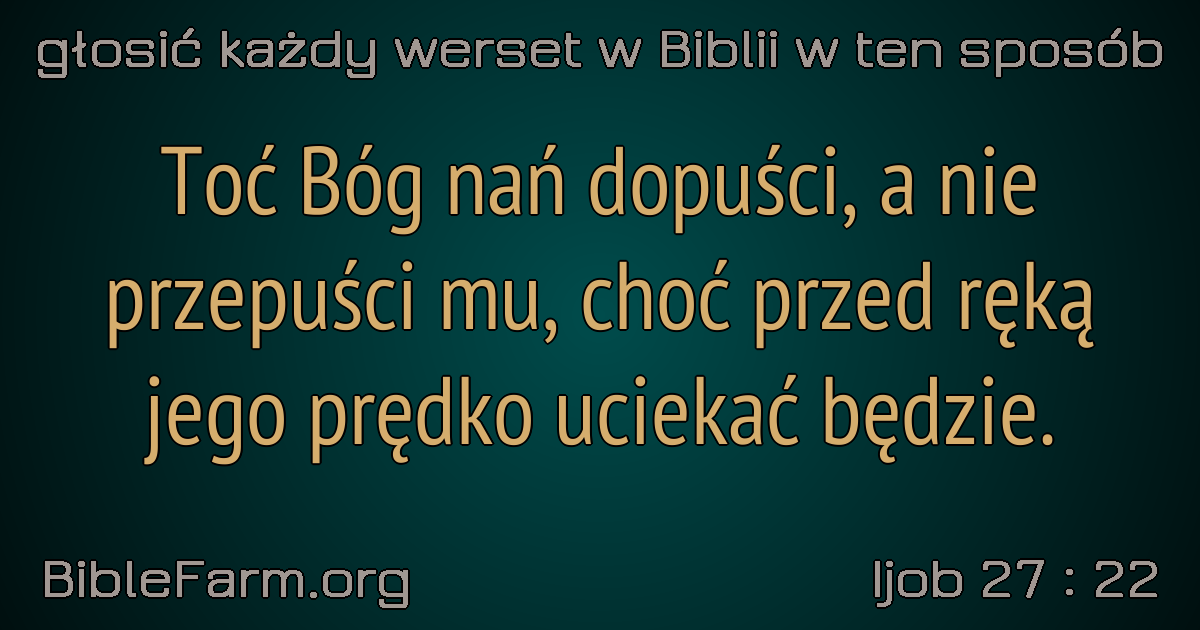 głosić każdy werset w Biblii w ten sposób
Toć Bóg nań dopuści, a nie
przepuści mu, choć przed ręką
jego prędko uciekać będzie.
BibleFarm.org
Ijob 27 : 22